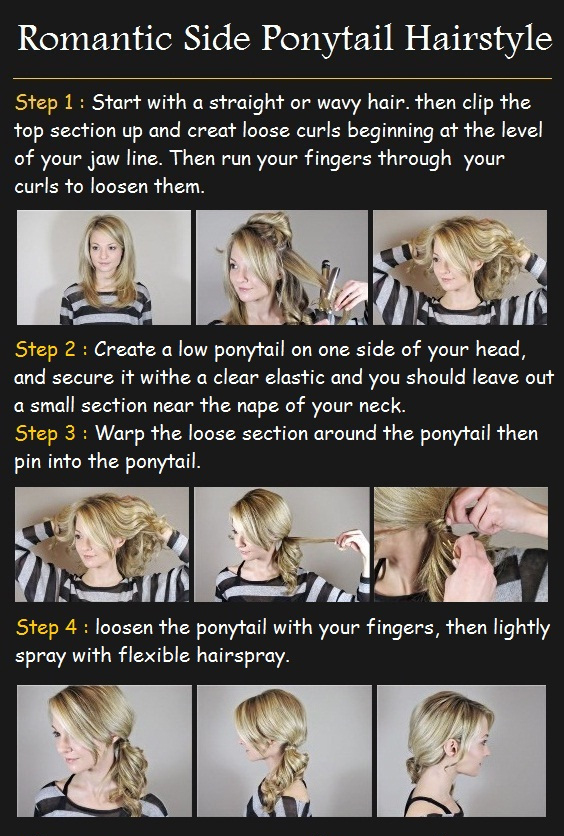 Romantic Side Ponytail Hairstyle
Step 1 : Start with a straight or wavy hair. then clip the
top section up and creat loose curls beginning at the level
of your jaw line. Then run your fingers through your
curls to loosen them.
Step 2 : Create a low ponytail on one side of your head,
and secure it withe a clear elastic and you should leave out
a small section near the nape of your neck.
Step 3 : Warp the loose section around the ponytail then
pin into the ponytail.
Step 4 : loosen the ponytail with your fingers, then lightly
spray with flexible hairspray.